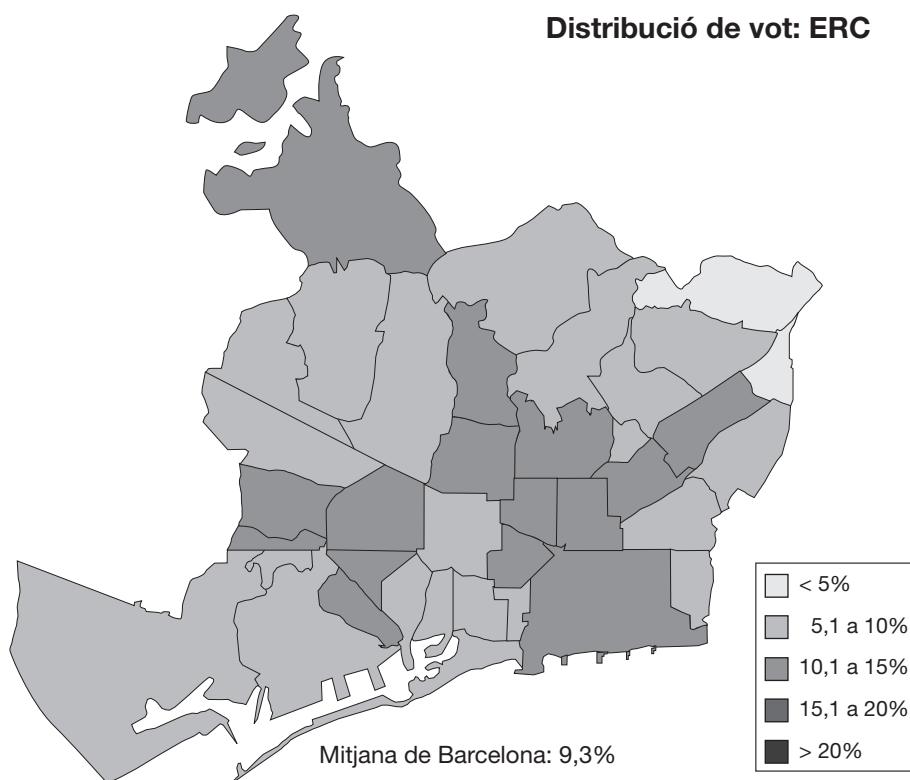 Distribució de vot: ERC
< 5%
5,1 a 10%
10,1 a 15%
15,1 a 20%
> 20%
Mitjana de Barcelona: 9,3%